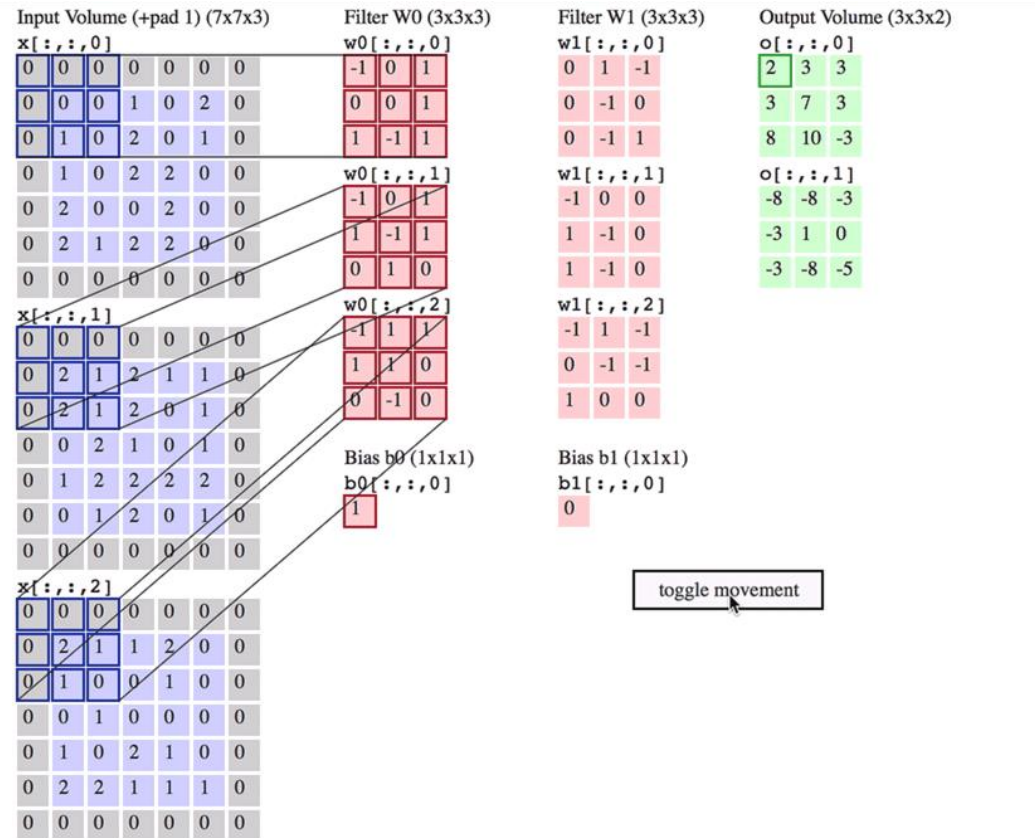 Input Volume (+pad 1) (7x7x3)
x[:,:,0]
0 0 0 0 0 0 0
0 0 0 1 0 2 0
0 1 0 2 0 1 0
0 1 0 2 2 0 0
0 2 0 0 2 0 0
0 2 1 2 2 0 0
0 0 0 0 0 0 0
x[:,:,1]
0 0 0 0 0 0 0
0 2 1 2 1 1 0
0 2 1 2 0 1 0
0 0 2 1 0 1 0
0 1 2 2 2 2 0
0 0 1 2 0 1 0
0 0 0 0 0 0 0
x[:,:,2]
0 0 0 0 0 0 0
0 2 1 1 2 0 0
0 1 0 0 1 0 0
0 0 1 0 0 0 0
0 1 0 2 1 0 0
0 2 2 1 1 1 0
0 0 0 0 0 0 0
Filter W0 (3x3x3)
w0[:,:,0]
-1 0 1
0 0 1
1 -1 1
w0[:,:,1]
-1 0 1
1 -1 1
0 1 0
w0[:,:,2]
-1 1 1
1 1 0
0 -1 0
Bias b0 (1x1x1)
b0[:,:,0]
1
Filter W1 (3x3x3)
w1[:,:,0]
0 1 -1
0 -1 0
0 -1 1
w1[:,:,1]
-1 0 0
1 -1 0
1 -1 0
w1[:,:,2]
-1 1 -1
0 -1 -1
1 0 0
Bias b1 (1x1x1)
b1[:,:,0]
0
Output Volume (3x3x2)
o[:,:,0]
2 3 3
3 7 3
8 10 -3
o[:,:,1]
-8 -8 -3
-3 1 0
-3 -8 -5
toggle movement